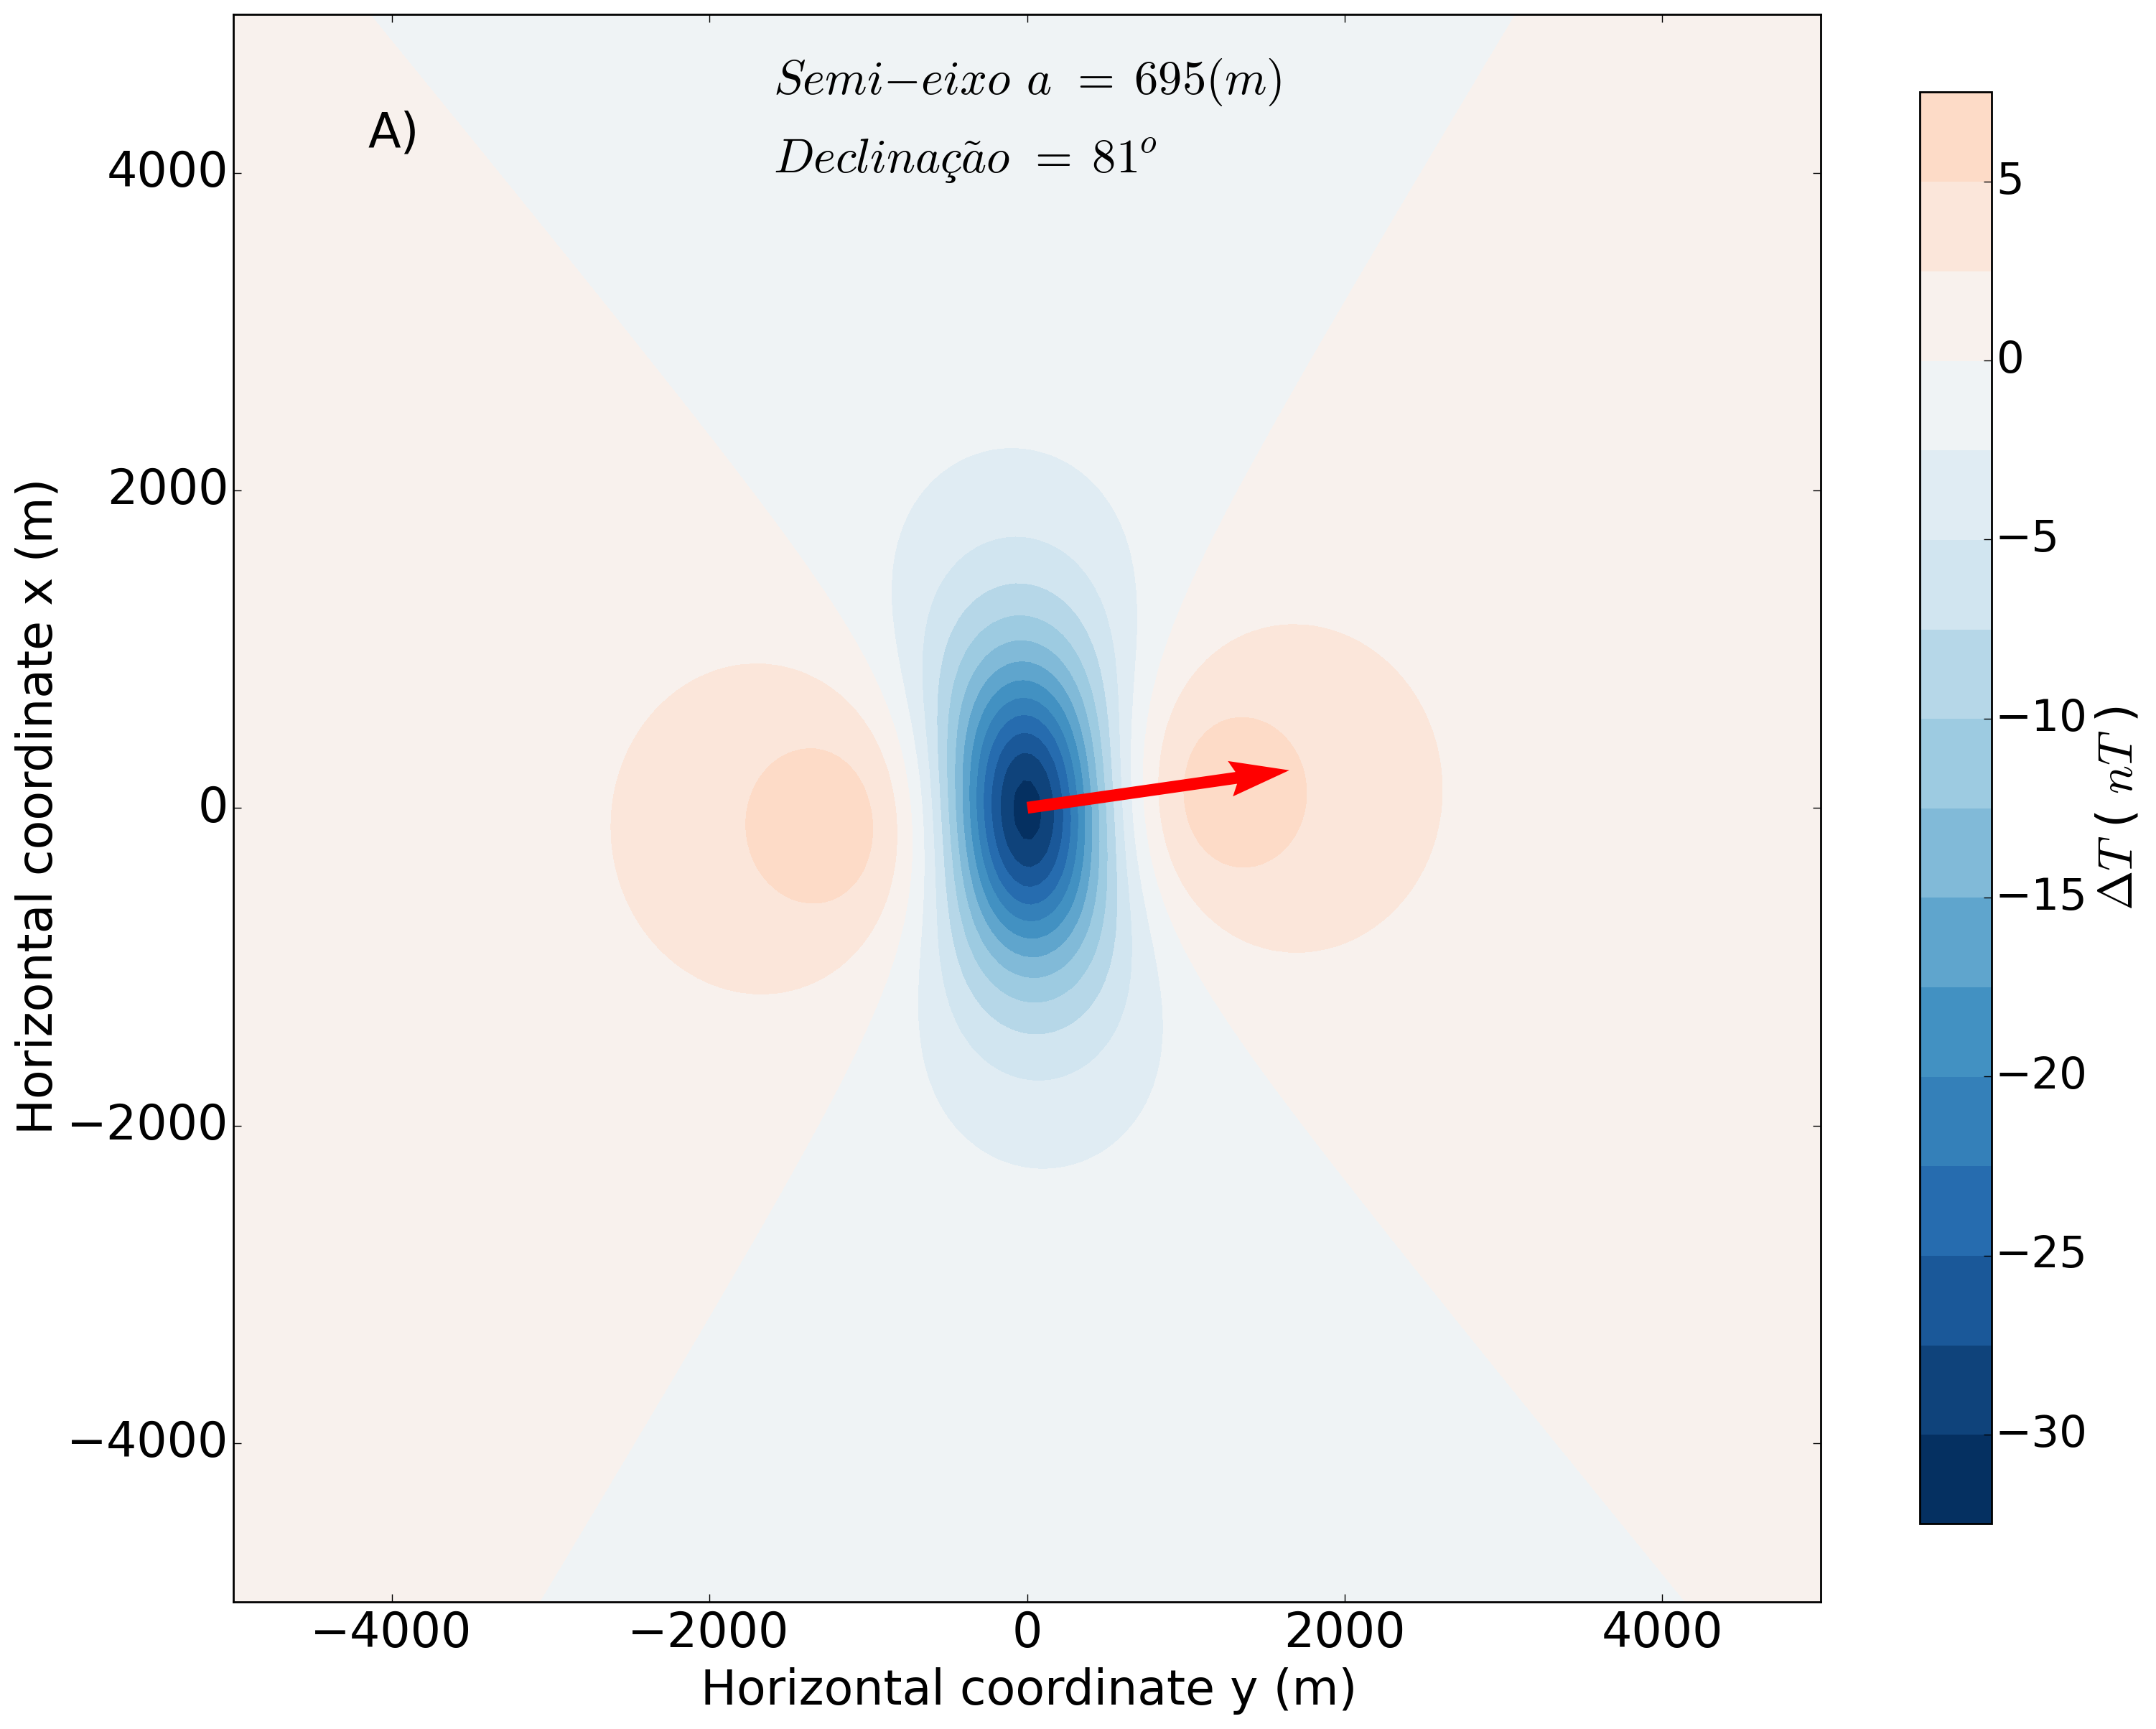 Semi−eixo a = 695(m)
A)
Declinação = 81º
4000
2000
0
−2000
−4000
Horizontal coordinate x (m)
−4000 −2000 0 2000 4000
Horizontal coordinate y (m)
5
0
−5
−10
−15
−20
−25
−30
ΔT ( nT )